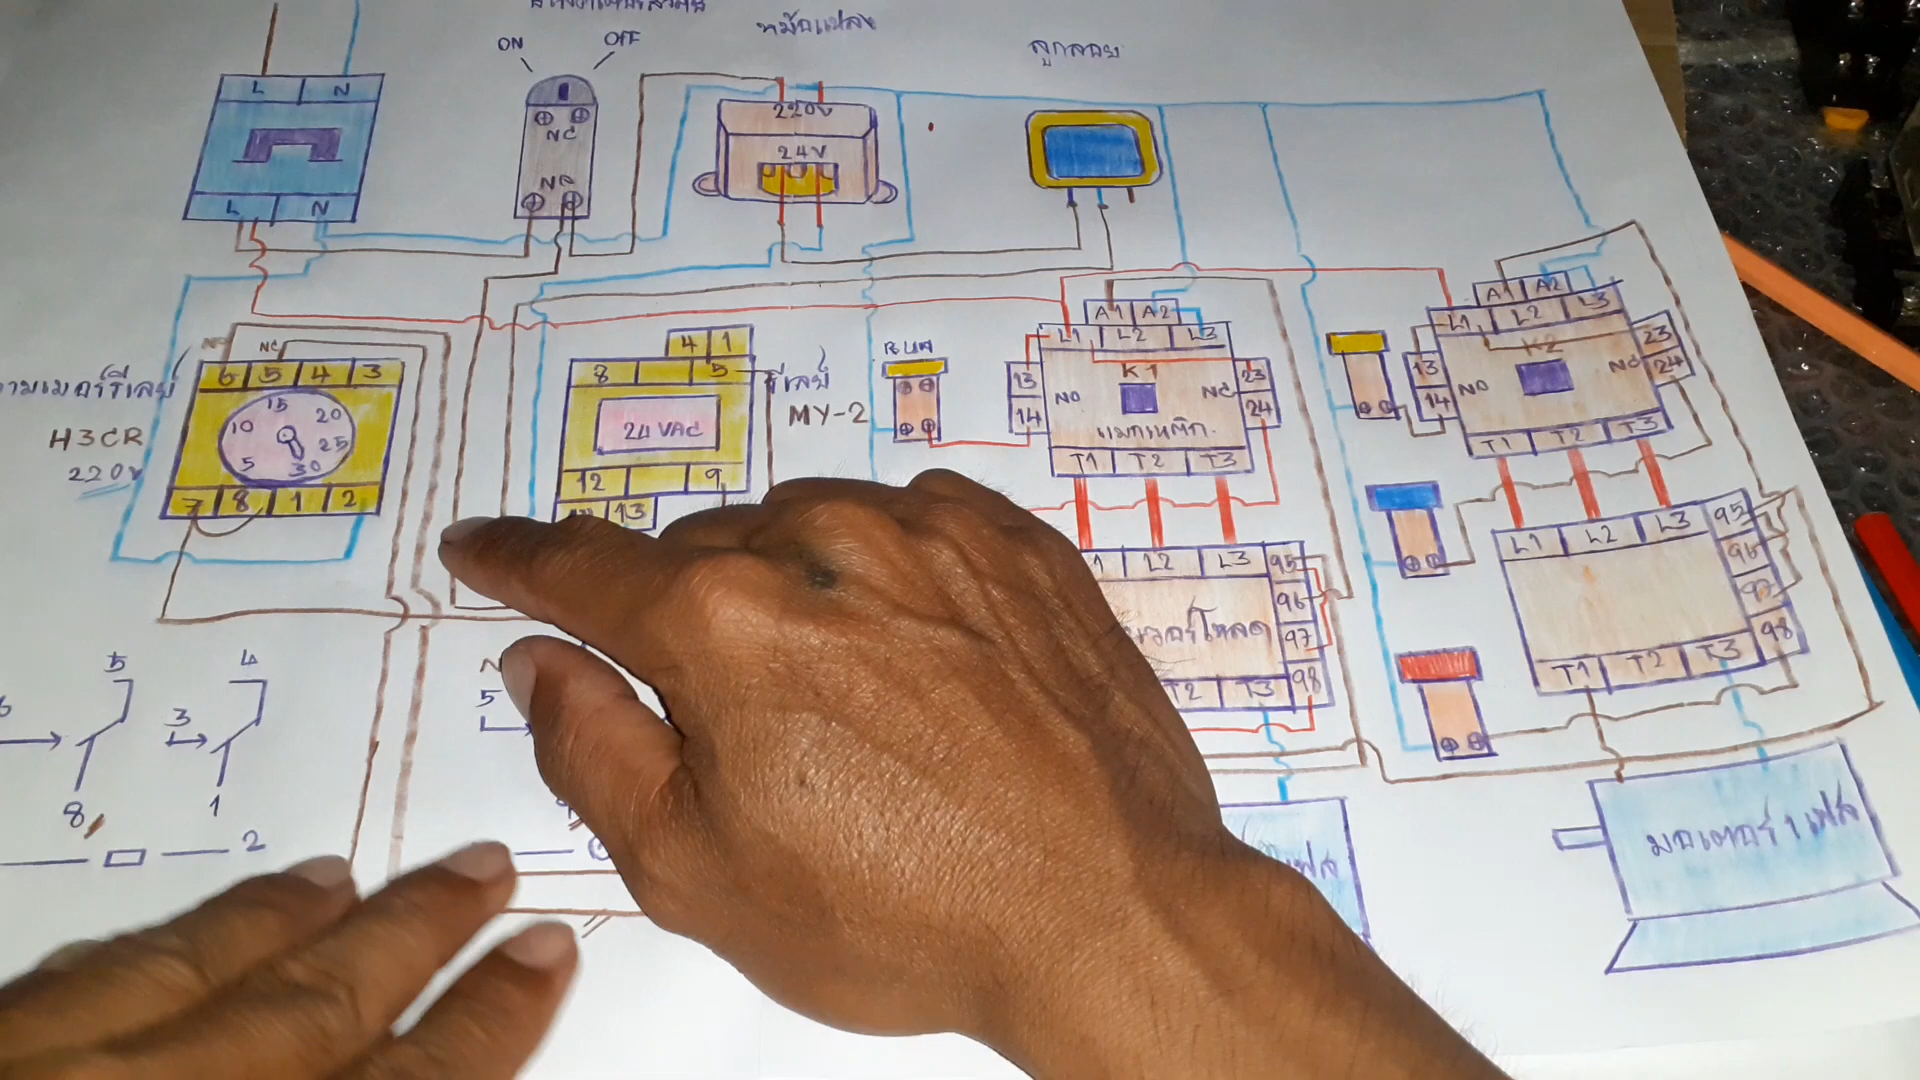 ON
OFF
หม้อแปลง
ลูกลอย
L N
L N
NC
NO
220V
24V
A1 A2
L1 L2 L3
13
14
NO
K1
NC
23
24
แมกเนติก
T1 T2 T3
A1 A2
L1 L2 L3
13
14
NO
K2
NC
23
24
T1 T2 T3
NC
6 5 4 3
15
10 20
5 25
30
7 8 1 2
H3CR
220V
4 1
8 5
24 VAC
12 9
13
รีเลย์
MY-2
L2 L3
95
96
97
98
T2 T3
L1 L2 L3
95
96
97
98
T1 T2 T3
5 4
3
8 1
2
5
มอเตอร์ 1 เฟส
เฟส